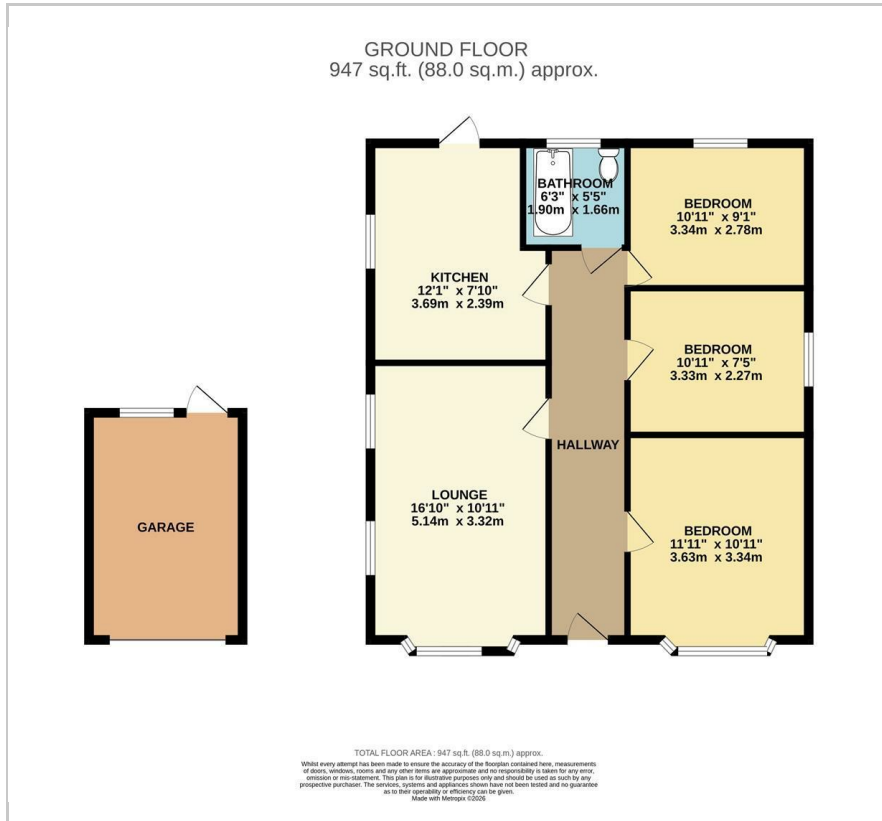 GROUND FLOOR
947 sq.ft. (88.0 sq.m.) approx.
BATHROOM
6'3" x 5'5"
1.90m x 1.66m
BEDROOM
10'11" x 9'1"
3.34m x 2.78m
KITCHEN
12'1" x 7'10"
3.69m x 2.39m
BEDROOM
10'11" x 7'5"
3.33m x 2.27m
HALLWAY
LOUNGE
16'10" x 10'11"
5.14m x 3.32m
BEDROOM
11'11" x 10'11"
3.63m x 3.34m
GARAGE
TOTAL FLOOR AREA : 947 sq.ft. (88.0 sq.m.) approx.
Whilst every attempt has been made to ensure the accuracy of the floorplan contained here, measurements
of doors, windows, rooms and any other items are approximate and no responsibility is taken for any error,
omission or mis-statement. This plan is for illustrative purposes only and should be used as such by any
prospective purchaser. The services, systems and appliances shown have not been tested and no guarantee
as to their operability or efficiency can be given.
Made with Metropix ©2026